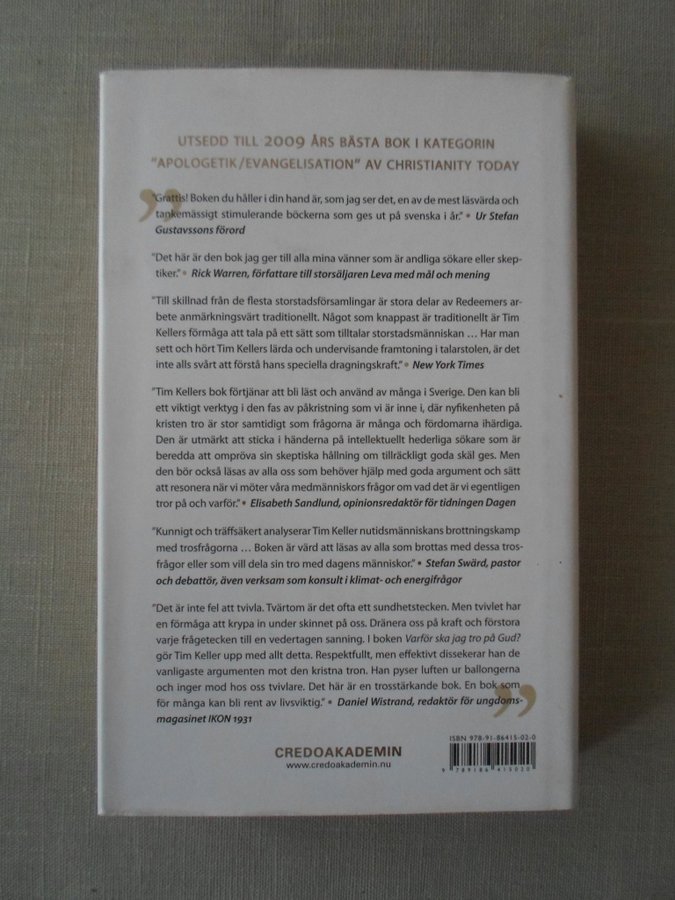 UTSEDD TILL 2009 ÅRS BÄSTA BOK I KATEGORIN
"APOLOGETIK/EVANGELISATION" AV CHRISTIANITY TODAY
"Grattis! Boken du håller i din hand är, som jag ser det, en av de mest läsvärda och
tankemässigt stimulerande böckerna som ges ut på svenska i år." • Ur Stefan
Gustavssons förord
"Det här är den bok jag ger till alla mina vänner som är andliga sökare eller skep-
tiker." • Rick Warren, författare till storsäljaren Leva med mål och mening
"Till skillnad från de flesta storstadsförsamlingar är stora delar av Redeemers ar-
bete anmärkningsvärt traditionellt. Något som knappast är traditionellt är Tim
Kellers förmåga att tala på ett sätt som tilltalar storstadsmänniskan … Har man
sett och hört Tim Kellers lärda och undervisande framtoning i talarstolen, är det
inte alls svårt att förstå hans speciella dragningskraft." • New York Times
"Tim Kellers bok förtjänar att bli läst och använd av många i Sverige. Den kan bli
ett viktigt verktyg i den fas av påkristning som vi är inne i, där nyfikenheten på
kristen tro är stor samtidigt som frågorna är många och fördomarna ihärdiga.
Den är utmärkt att sticka i händerna på intellektuellt hederliga sökare som är
beredda att ompröva sin skeptiska hållning om tillräckligt goda skäl ges. Men
den bör också läsas av alla oss som behöver hjälp med goda argument och sätt
att resonera när vi möter våra medmänniskors frågor om vad det är vi egentligen
tror på och varför." • Elisabeth Sandlund, opinionsredaktör för tidningen Dagen
"Kunnigt och träffsäkert analyserar Tim Keller nutidsmänniskans brottningskamp
med trosfrågorna … Boken är värd att läsas av alla som brottas med dessa tros-
frågor eller som vill dela sin tro med dagens människor." • Stefan Swärd, pastor
och debattör, även verksam som konsult i klimat- och energifrågor
"Det är inte fel att tvivla. Tvärtom är det ofta ett sundhetstecken. Men tvivlet har
en förmåga att krypa in under skinnet på oss. Dränera oss på kraft och förstora
varje frågetecken till en vedertagen sanning. I boken Varför ska jag tro på Gud?
gör Tim Keller upp med allt detta. Respektfullt, men effektivt dissekerar han de
vanligaste argumenten mot den kristna tron. Han pyser luften ur ballongerna
och inger mod hos oss tvivlare. Det här är en trosstärkande bok. En bok som
för många kan bli rent av livsviktig." • Daniel Wistrand, redaktör för ungdoms-
magasinet IKON 1931
ISBN 978-91-86415-02-0
CREDOAKADEMIN
www.credoakademin.nu
9 789186 415020